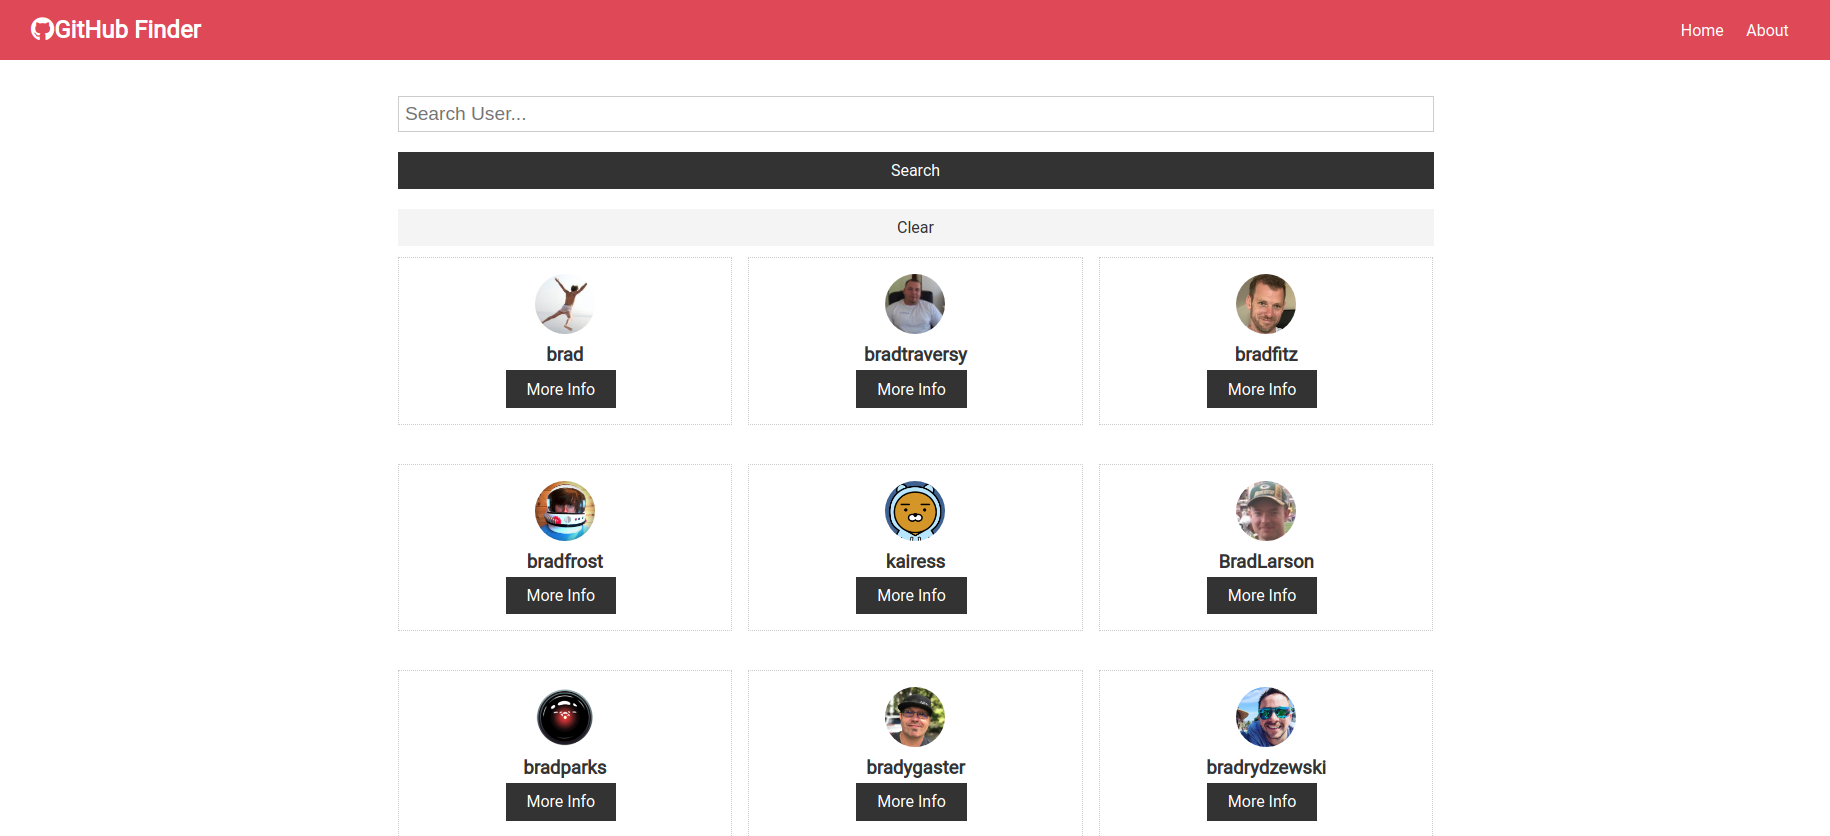 GitHub Finder
Home About
Search User...
Search
Clear
brad
More Info
bradtraversy
More Info
bradfitz
More Info
bradfrost
More Info
kairess
More Info
BradLarson
More Info
bradparks
More Info
bradygaster
More Info
bradrydzewski
More Info